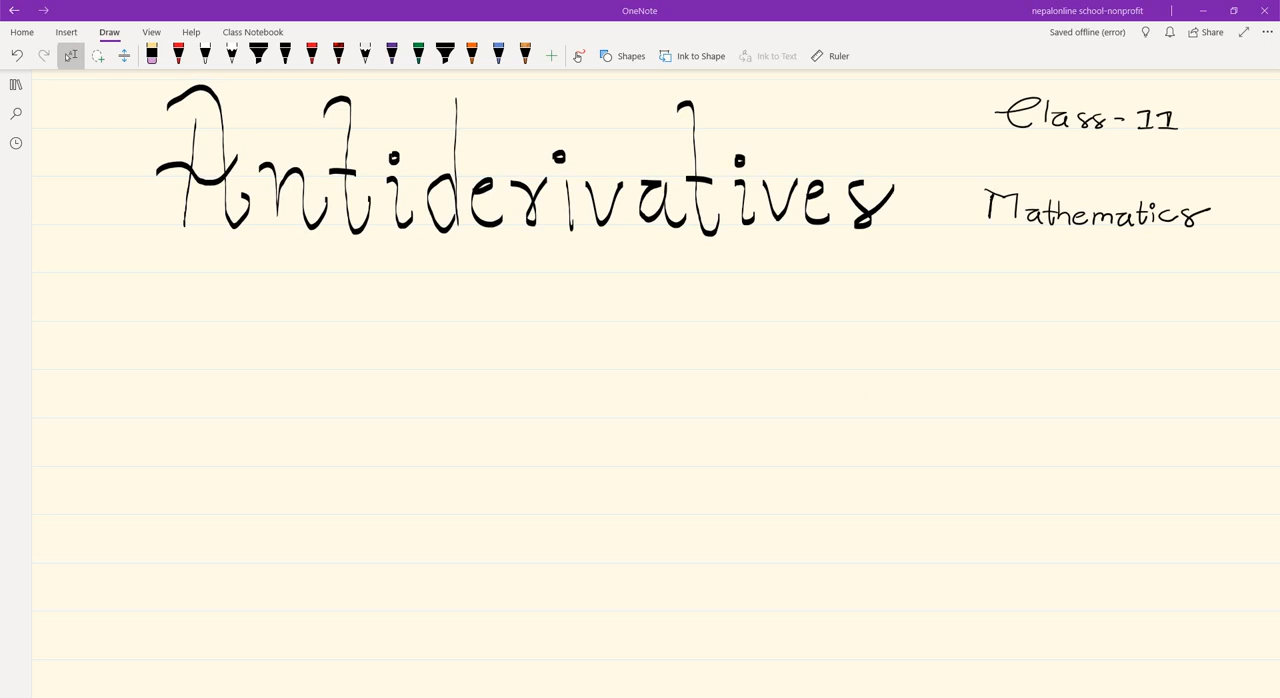 OneNote
nepalonline school-nonprofit
Home Insert Draw View Help Class Notebook
Saved offline (error) Share
Shapes Ink to Shape Ink to Text Ruler
Antiderivatives
Class - 11
Mathematics